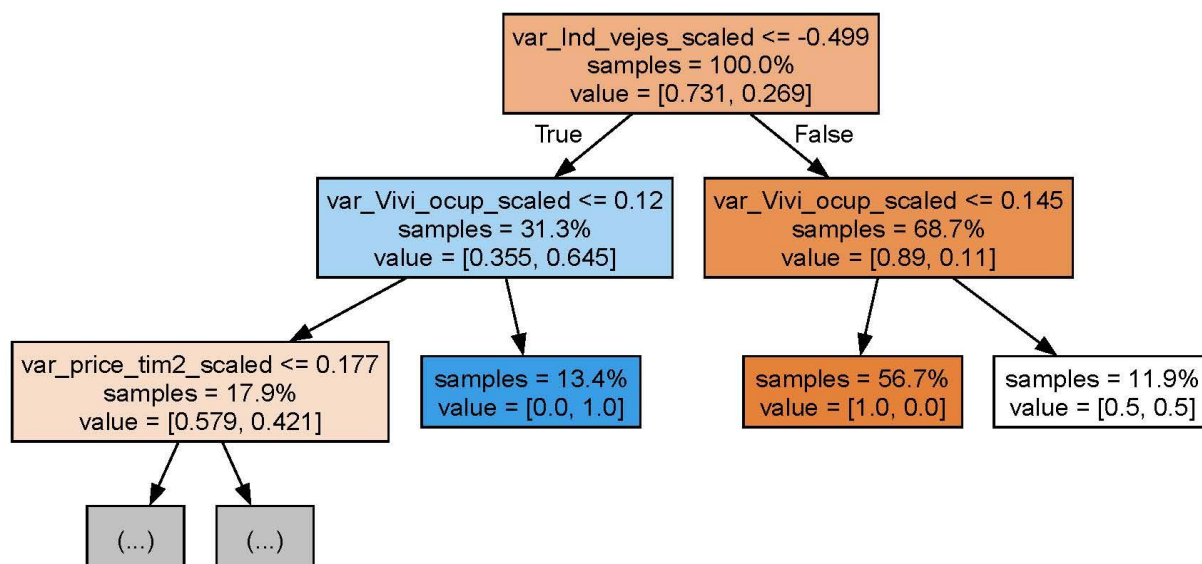 var_Ind_vejes_scaled <= -0.499
samples = 100.0%
value = [0.731, 0.269]
True
False
var_Vivi_ocup_scaled <= 0.12
samples = 31.3%
value = [0.355, 0.645]
var_Vivi_ocup_scaled <= 0.145
samples = 68.7%
value = [0.89, 0.11]
var_price_tim2_scaled <= 0.177
samples = 17.9%
value = [0.579, 0.421]
samples = 13.4%
value = [0.0, 1.0]
samples = 56.7%
value = [1.0, 0.0]
samples = 11.9%
value = [0.5, 0.5]
(...)
(...)